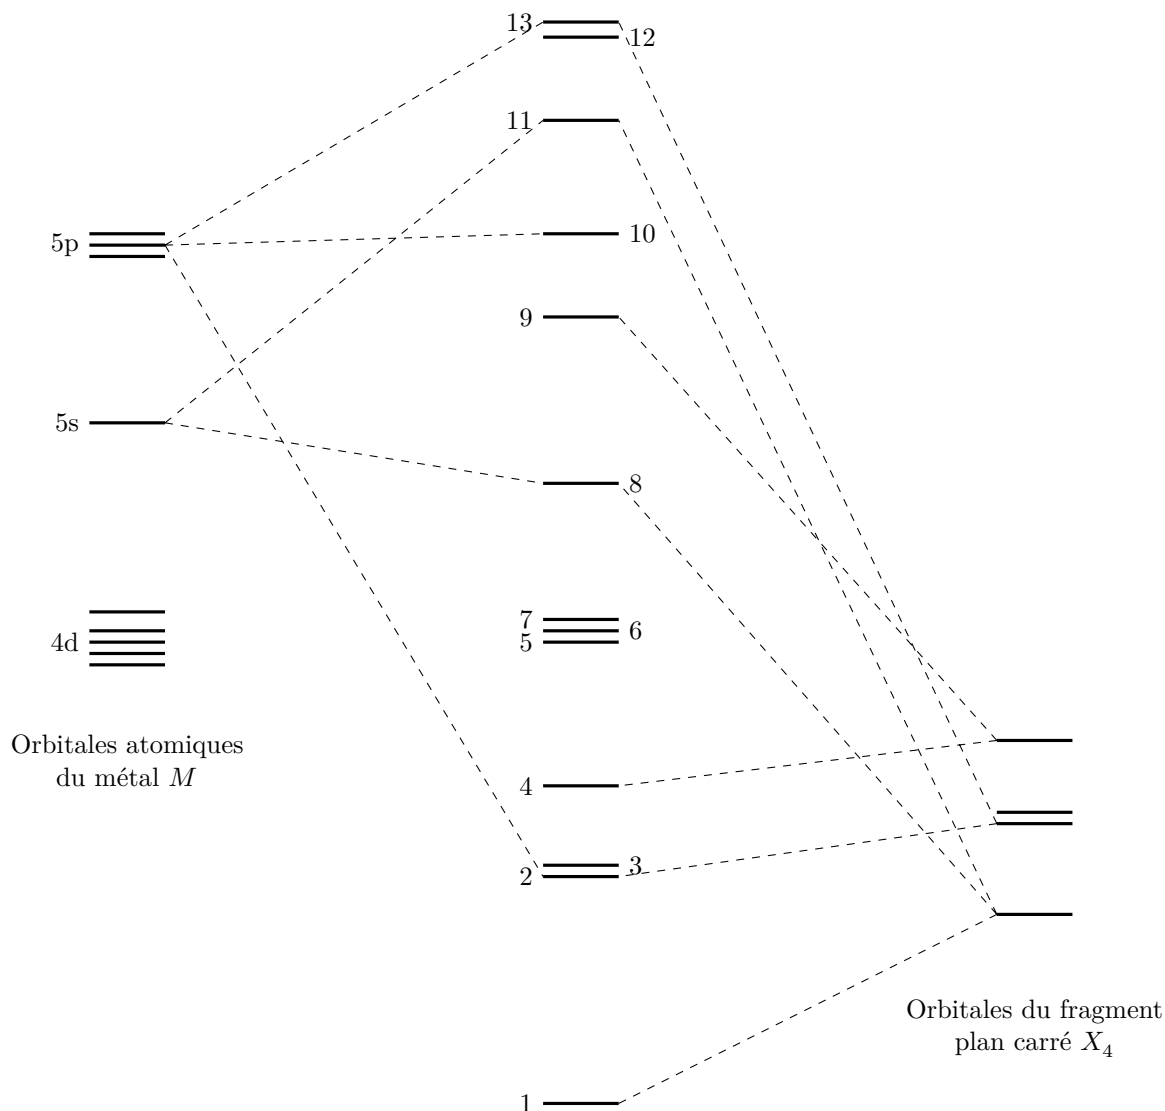 13
12
11
5p
10
9
5s
8
7
6
5
4d
Orbitales atomiques
du métal M
4
3
2
Orbitales du fragment
plan carré X₄
1